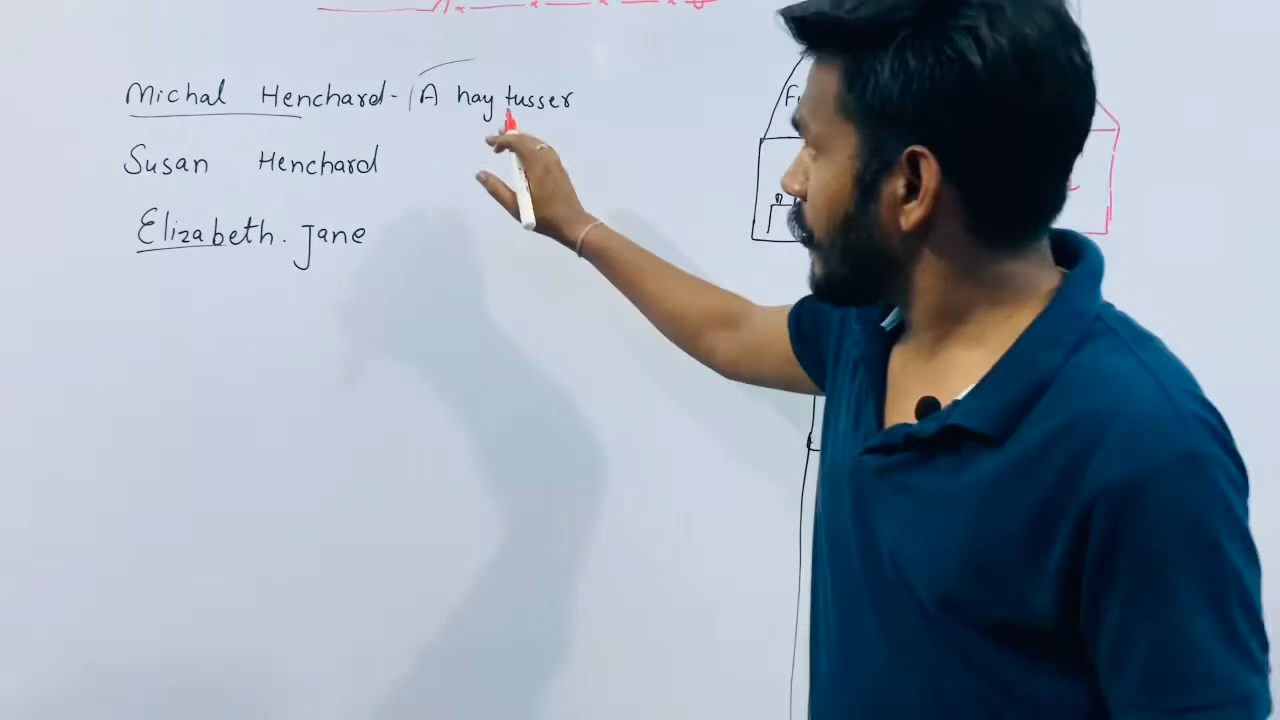 Michal Henchard - A hay tusser
Susan Henchard
Elizabeth. Jane